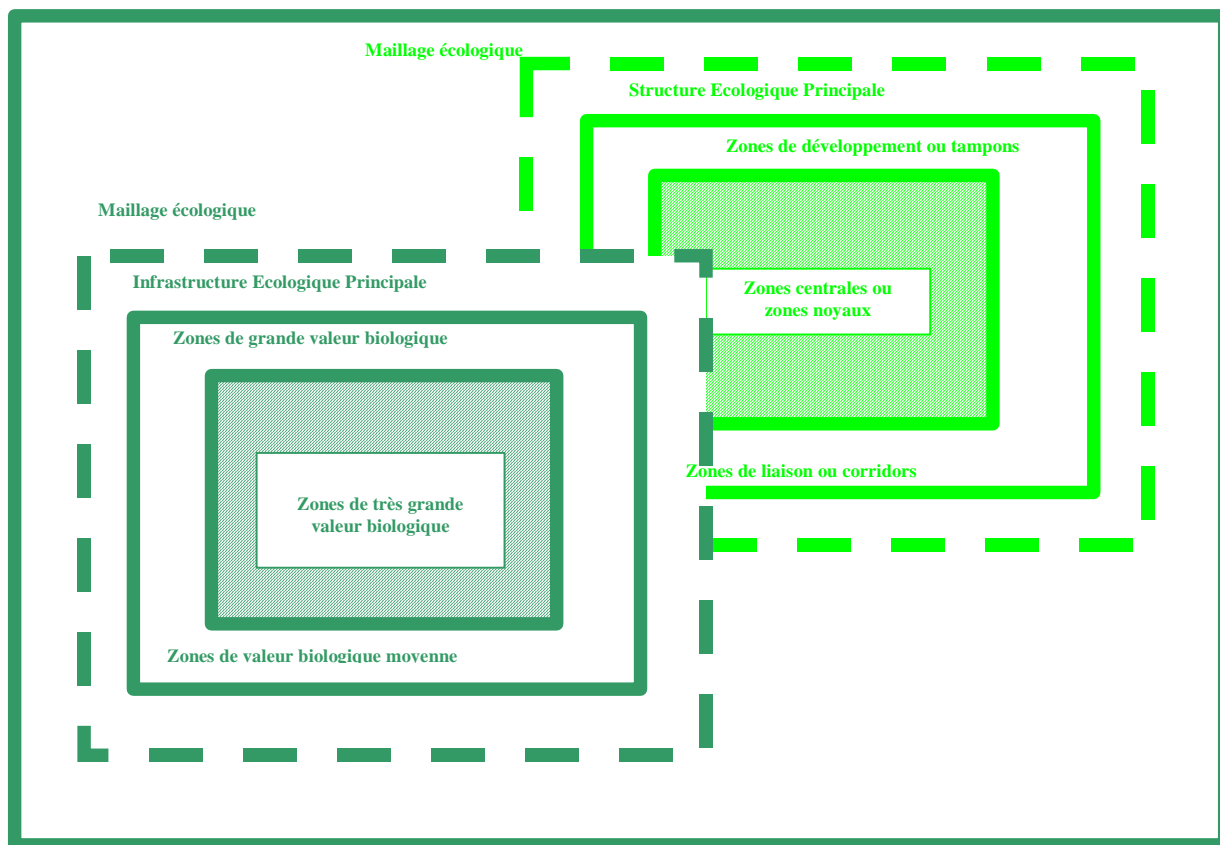 Maillage écologique
Structure Ecologique Principale
Zones de développement ou tampons
Maillage écologique
Infrastructure Ecologique Principale
Zones centrales ou
zones noyaux
Zones de grande valeur biologique
Zones de liaison ou corridors
Zones de très grande
valeur biologique
Zones de valeur biologique moyenne